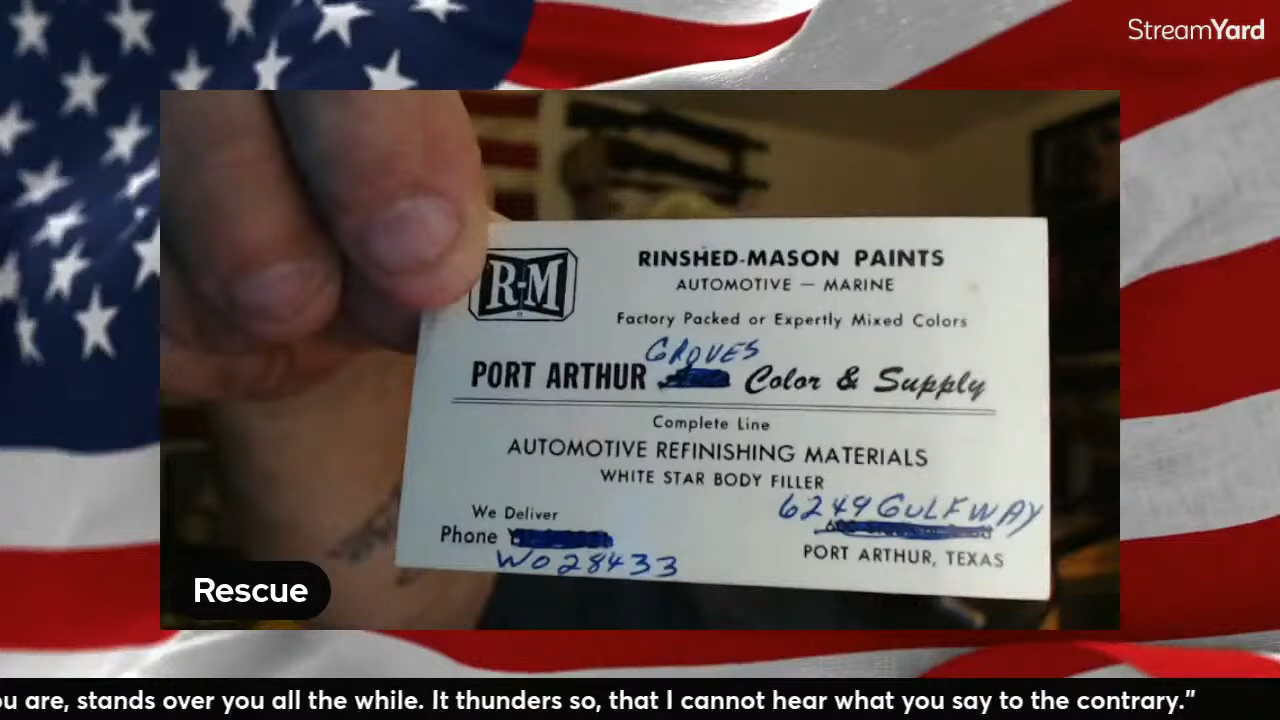 StreamYard
R-M
RINSHED-MASON PAINTS
AUTOMOTIVE — MARINE
Factory Packed or Expertly Mixed Colors
GROVES
PORT ARTHUR Color & Supply
Complete Line
AUTOMOTIVE REFINISHING MATERIALS
WHITE STAR BODY FILLER
We Deliver
Phone
WO28433
6249 GULFWAY
PORT ARTHUR, TEXAS
Rescue
are, stands over you all the while. It thunders so, that I cannot hear what you say to the contrary.”